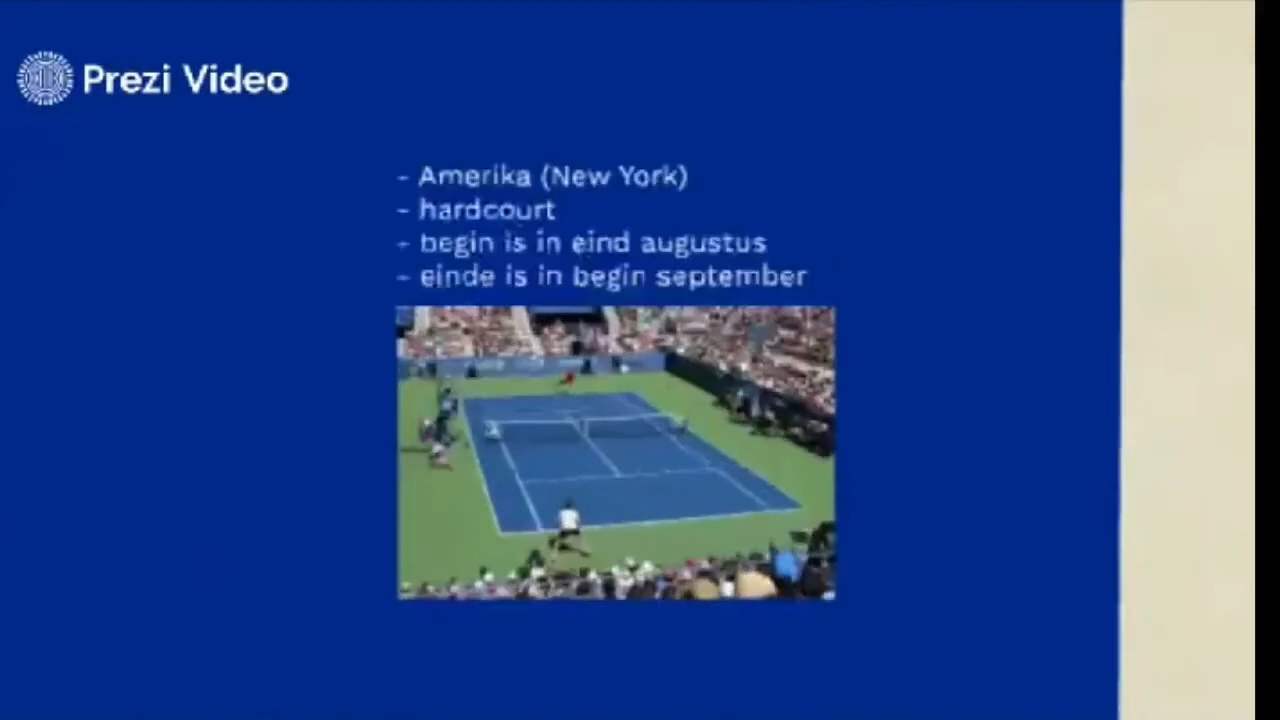 Prezi Video
- Amerika (New York)
- hardcourt
- begin is in eind augustus
- einde is in begin september